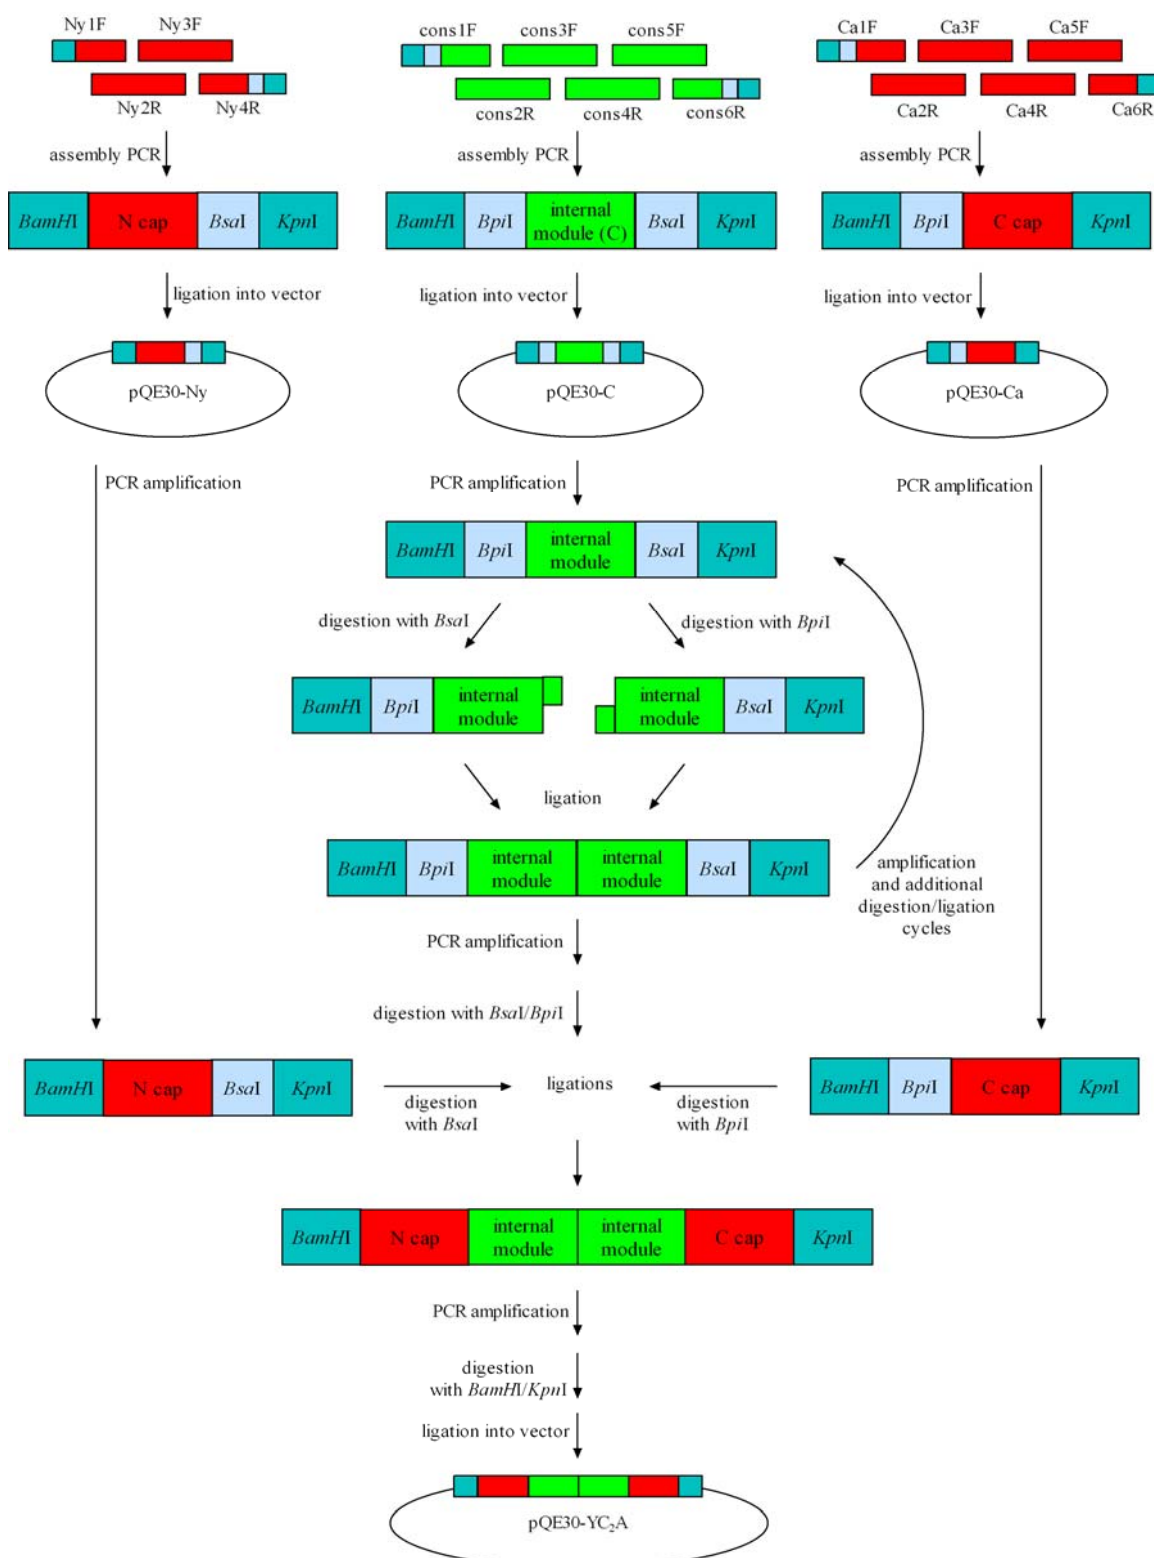 Ny1F
Ny3F
Ny2R
Ny4R
cons1F
cons3F
cons5F
cons2R
cons4R
cons6R
Ca1F
Ca3F
Ca5F
Ca2R
Ca4R
Ca6R
assembly PCR
assembly PCR
assembly PCR
BamHI
N cap
BsaI
KpnI
BamHI
BpiI
internal
module (C)
BsaI
KpnI
BamHI
BpiI
C cap
KpnI
ligation into vector
ligation into vector
ligation into vector
pQE30-Ny
pQE30-C
pQE30-Ca
PCR amplification
PCR amplification
PCR amplification
BamHI
BpiI
internal
module
BsaI
KpnI
digestion with BsaI
digestion with BpiI
BamHI
BpiI
internal
module
internal
module
BsaI
KpnI
ligation
BamHI
BpiI
internal
module
internal
module
BsaI
KpnI
amplification
and additional
digestion/ligation
cycles
PCR amplification
digestion with BsaI/BpiI
BamHI
N cap
BsaI
KpnI
digestion
with BsaI
ligations
digestion
with BpiI
BamHI
BpiI
C cap
KpnI
BamHI
N cap
internal
module
internal
module
C cap
KpnI
PCR amplification
digestion
with BamHI/KpnI
ligation into vector
pQE30-YC₂A